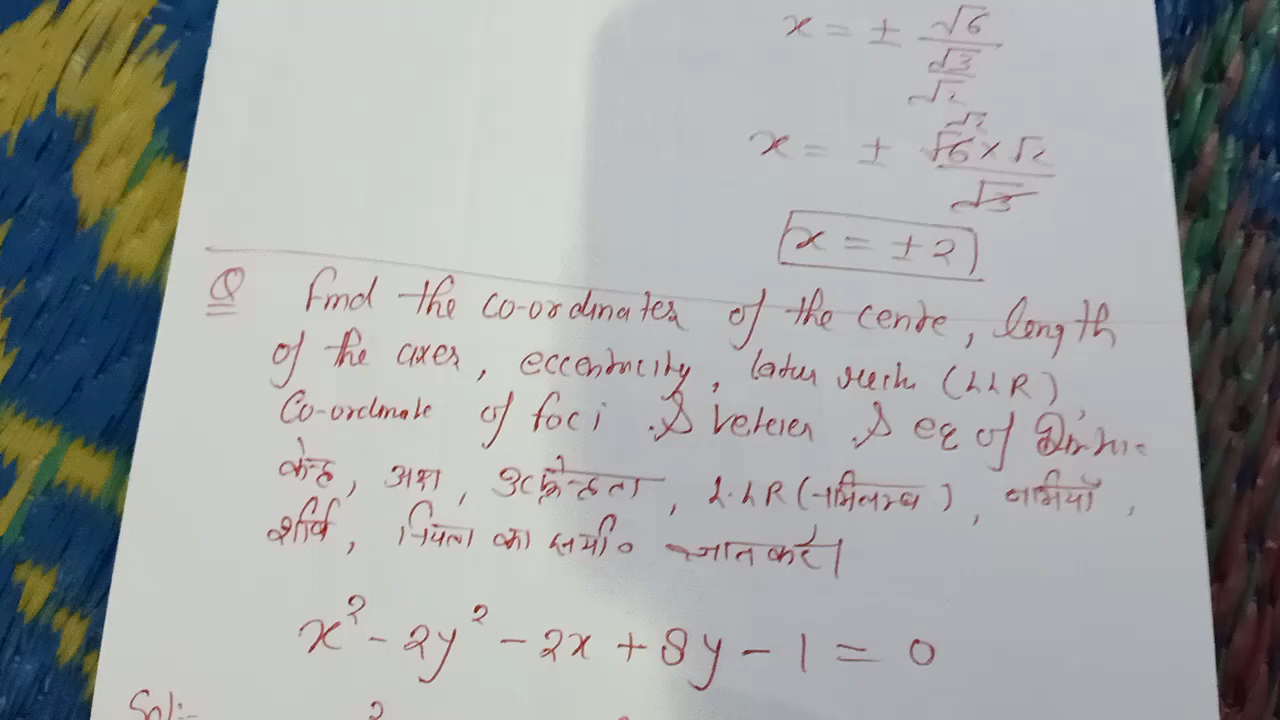 x = ± √6 / √3 / √2
x = ± √6 × √2 / √3
x = ± 2
Q Find the co-ordinates of the centre, length
of the axes, eccentricity, latus rectu (LLR),
Co-ordinate of foci & vertices & eq of
केन्द्र, अक्ष, उत्केन्द्रता, L.LR (नाभिलम्ब), नाभियाँ,
शीर्ष, नियता का समी० ज्ञात करें।
x² - 2y² - 2x + 8y - 1 = 0
Sol:-